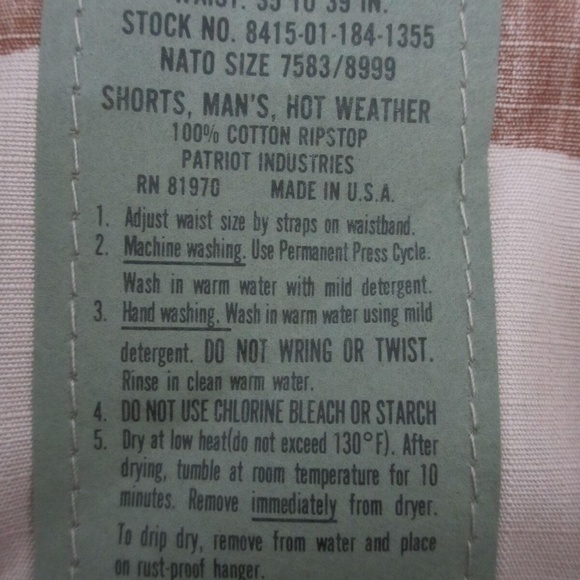 WAIST: 35 TO 39 IN.
STOCK NO. 8415-01-184-1355
NATO SIZE 7583/8999
SHORTS, MAN'S, HOT WEATHER
100% COTTON RIPSTOP
PATRIOT INDUSTRIES
RN 81970 MADE IN U.S.A.
1. Adjust waist size by straps on waistband.
2. Machine washing. Use Permanent Press Cycle.
Wash in warm water with mild detergent.
3. Hand washing. Wash in warm water using mild
detergent. DO NOT WRING OR TWIST.
Rinse in clean warm water.
4. DO NOT USE CHLORINE BLEACH OR STARCH
5. Dry at low heat(do not exceed 130°F). After
drying, tumble at room temperature for 10
minutes. Remove immediately from dryer.
To drip dry, remove from water and place
on rust-proof hanger.